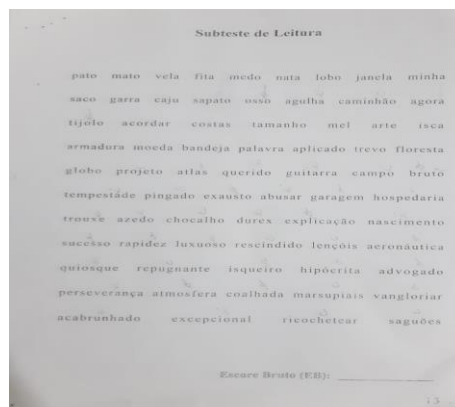 Subteste de Leitura
pato mato vela fita medo nata lobo janela minha
saco garra caju sapato osso agulha caminhão agora
tijolo acordar costas tamanho mel arte isca
armadura moeda bandeja palavra aplicado trevo floresta
globo projeto atlas querido guitarra campo bruxo
tempestade pingado exausto abusar garagem hospedaria
trouxe azedo chocalho durex explicação nascimento
sucesso rapidez luxuoso rescindido lençóis aeronáutica
quiosque repugnante isqueiro hipócrita advogado
perseverança atmosfera coalhada marsupiais vangloriar
acabrunhado excepcional ricochetear saguões
Escore Bruto (EB): ____________
13